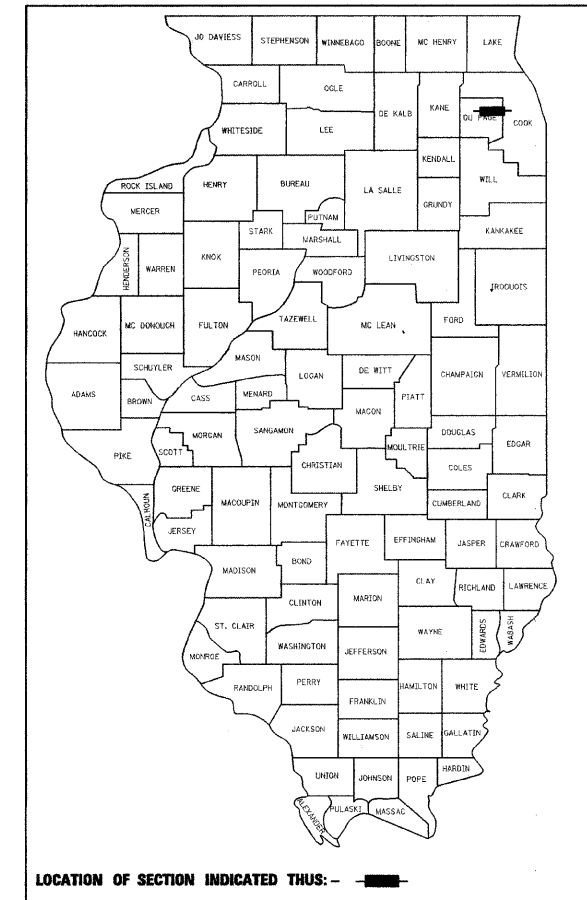 JO DAVIESS STEPHENSON WINNEBAGO BOONE MC HENRY LAKE
CARROLL OGLE
DE KALB KANE DU PAGE COOK
WHITESIDE LEE
KENDALL
ROCK ISLAND HENRY BUREAU LA SALLE GRUNDY WILL
MERCER PUTNAM
STARK MARSHALL KANKAKEE
HENDERSON WARREN KNOX PEORIA WOODFORD LIVINGSTON
IROQUOIS
HANCOCK MC DONOUGH FULTON TAZEWELL MC LEAN FORD
SCHUYLER MASON
ADAMS BROWN CASS MENARD LOGAN DE WITT PIATT CHAMPAIGN VERMILION
MACON
MORGAN SANGAMON DOUGLAS
PIKE SCOTT CHRISTIAN MOULTRIE EDGAR
COLES
CALHOUN GREENE MACOUPIN MONTGOMERY SHELBY CUMBERLAND CLARK
JERSEY
FAYETTE EFFINGHAM JASPER CRAWFORD
MADISON BOND
CLAY RICHLAND LAWRENCE
CLINTON MARION
ST. CLAIR WAYNE EDWARDS WABASH
WASHINGTON JEFFERSON
MONROE
RANDOLPH PERRY HAMILTON WHITE
FRANKLIN
JACKSON WILLIAMSON SALINE GALLATIN
HARDIN
UNION JOHNSON POPE
ALEXANDER PULASKI MASSAC
LOCATION OF SECTION INDICATED THUS: –